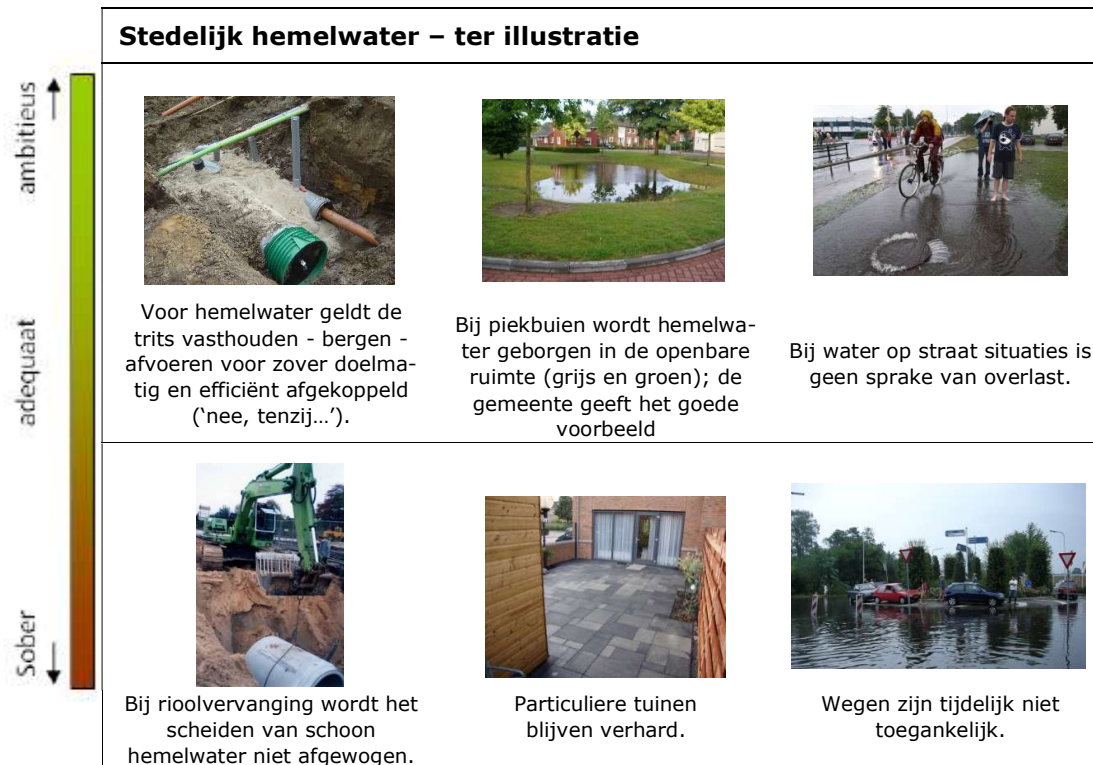 Stedelijk hemelwater – ter illustratie
ambitieus
adequaat
Sober
Voor hemelwater geldt de
trits vasthouden - bergen -
afvoeren voor zover doelma-
tig en efficiënt afgekoppeld
(‘nee, tenzij…’).
Bij piekbuien wordt hemelwa-
ter geborgen in de openbare
ruimte (grijs en groen); de
gemeente geeft het goede
voorbeeld
Bij water op straat situaties is
geen sprake van overlast.
Bij rioolvervanging wordt het
scheiden van schoon
hemelwater niet afgewogen.
Particuliere tuinen
blijven verhard.
Wegen zijn tijdelijk niet
toegankelijk.